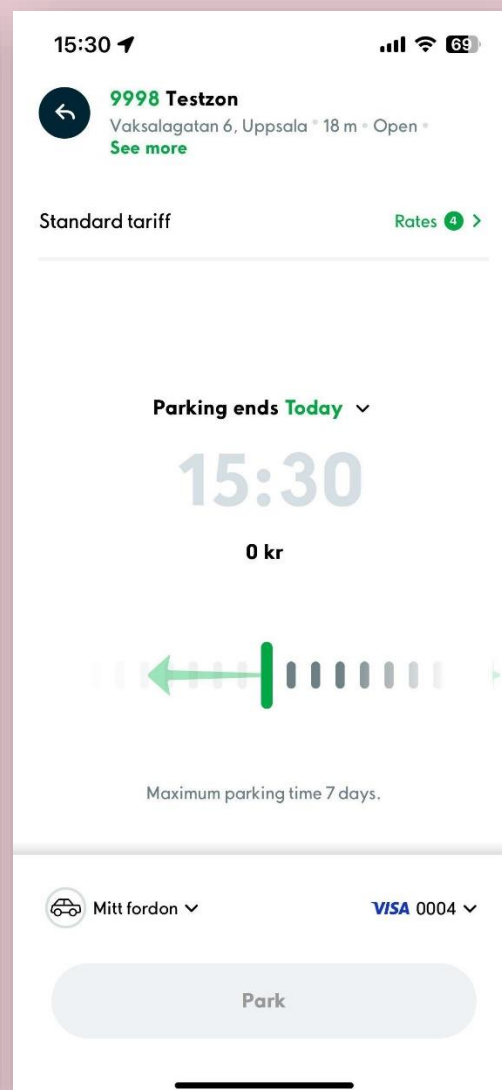 15:30 69
9998 Testzon
Vaksalagatan 6, Uppsala • 18 m • Open •
See more
Standard tariff Rates 4 >
Parking ends Today
15:30
0 kr
Maximum parking time 7 days.
Mitt fordon VISA 0004
Park